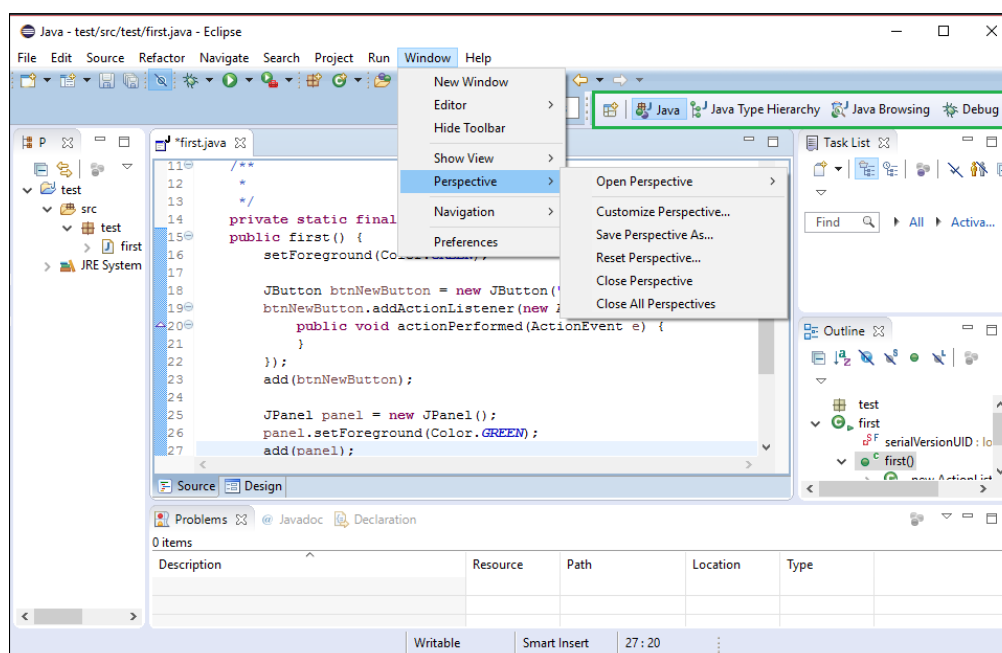 Java - test/src/test/first.java - Eclipse
File Edit Source Refactor Navigate Search Project Run Window Help
New Window
Editor
Hide Toolbar
Show View
Perspective
Navigation
Preferences
Open Perspective
Customize Perspective...
Save Perspective As...
Reset Perspective...
Close Perspective
Close All Perspectives
Java Java Type Hierarchy Java Browsing Debug
P
test
src
test
first
JRE System
*first.java
11 /**
12 *
13 */
14 private static final
15 public first() {
16 setForeground(Color.GREEN);
17
18 JButton btnNewButton = new JButton("
19 btnNewButton.addActionListener(new
20 public void actionPerformed(ActionEvent e) {
21 }
22 });
23 add(btnNewButton);
24
25 JPanel panel = new JPanel();
26 panel.setForeground(Color.GREEN);
27 add(panel);
Source Design
Task List
Find All Activa...
Outline
test
first
serialVersionUID : lo
first()
new ActionList
Problems Javadoc Declaration
0 items
Description Resource Path Location Type
Writable Smart Insert 27 : 20